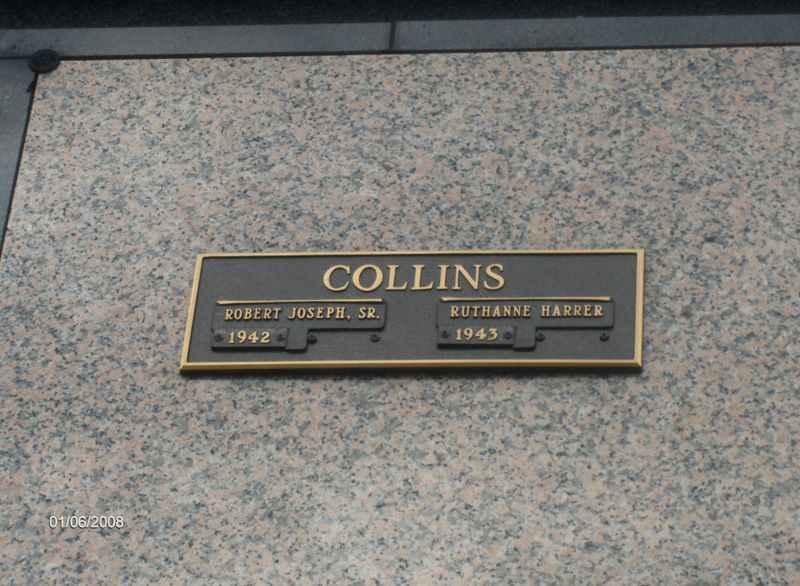 COLLINS
ROBERT JOSEPH, SR.
1942
RUTHANNE HARRER
1943
01/06/2008